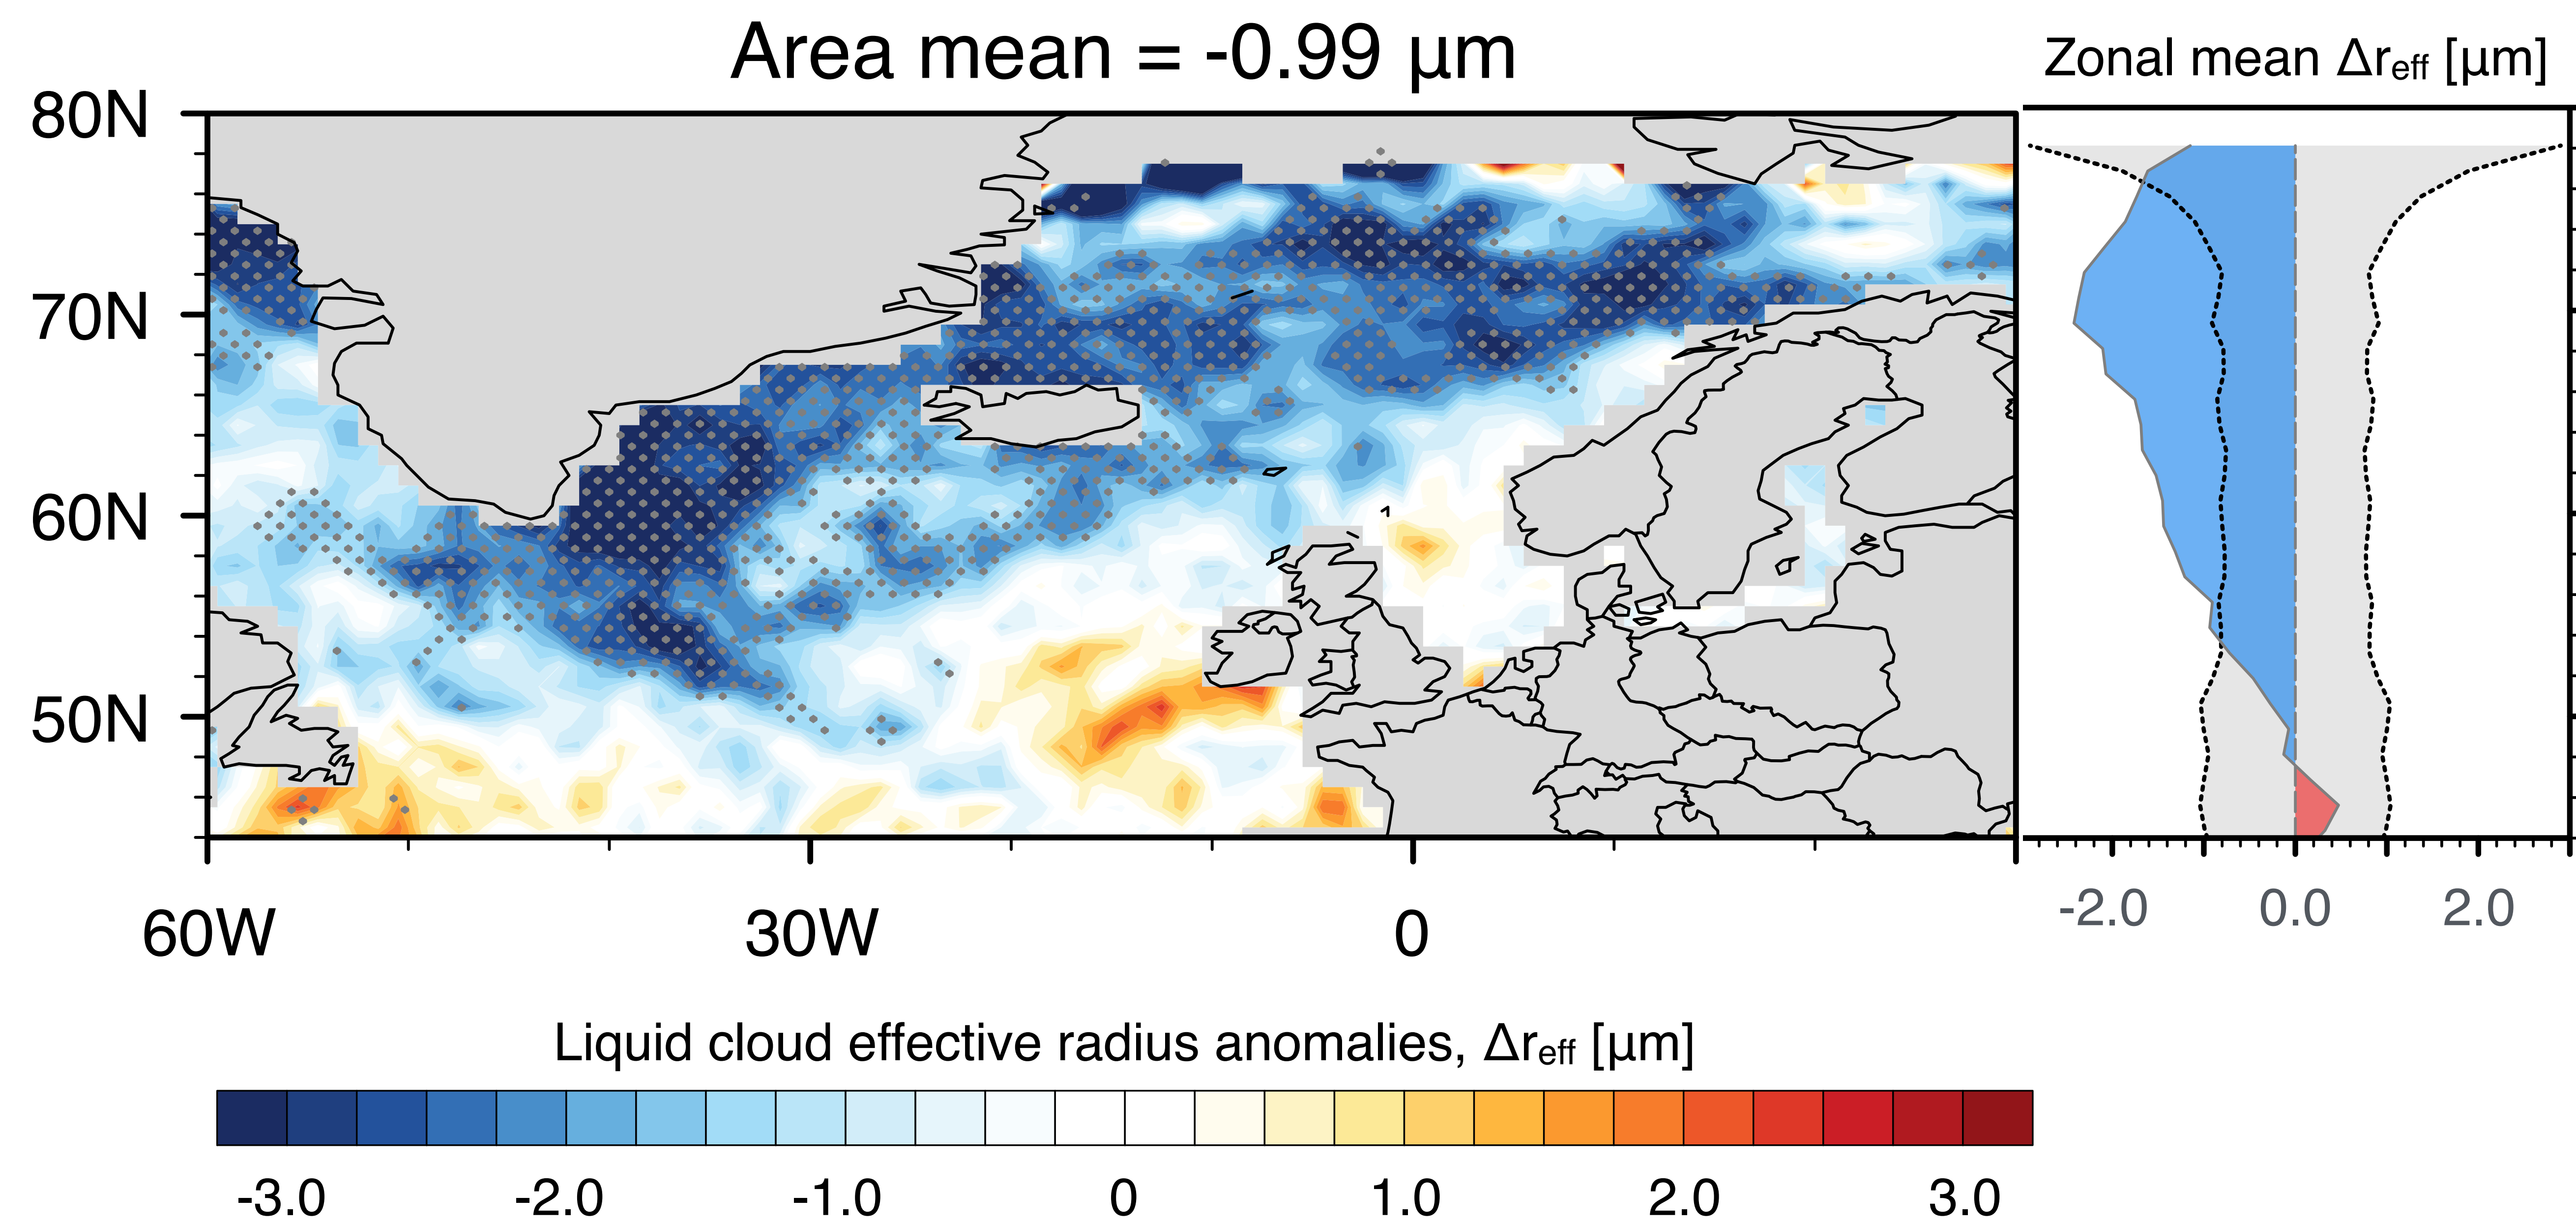 Area mean = -0.99 μm
Zonal mean Δreff [μm]
80N
70N
60N
50N
60W
30W
0
-2.0
0.0
2.0
Liquid cloud effective radius anomalies, Δreff [μm]
-3.0
-2.0
-1.0
0
1.0
2.0
3.0